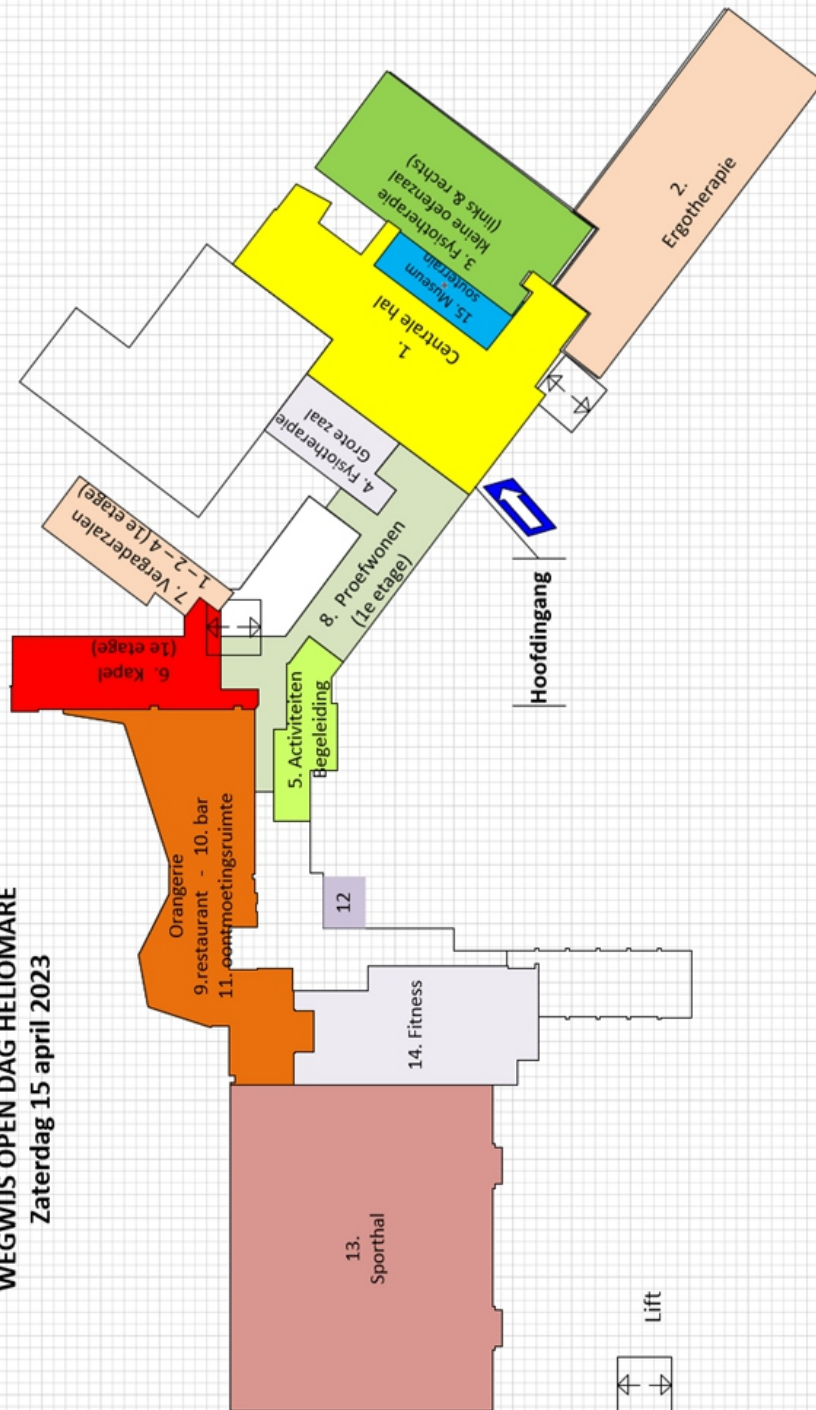 WEGWIJS OPEN DAG HELIOMARE
Zaterdag 15 april 2023
13.
Sporthal
14. Fitness
Orangerie
9.restaurant - 10. bar
11. oontmoetingsruimte
12
5. Activiteiten
Begeleiding
6. Kapel
(1e etage)
7. Vergaderzalen
1 – 2 – 4 (1e etage)
8. Proefwonen
(1e etage)
4. Fysiotherapie
Grote zaal
1.
Centrale hal
15. Museum
souterrain
3. Fysiotherapie
kleine oefenzaal
(links & rechts)
2.
Ergotherapie
Hoofdingang
Lift